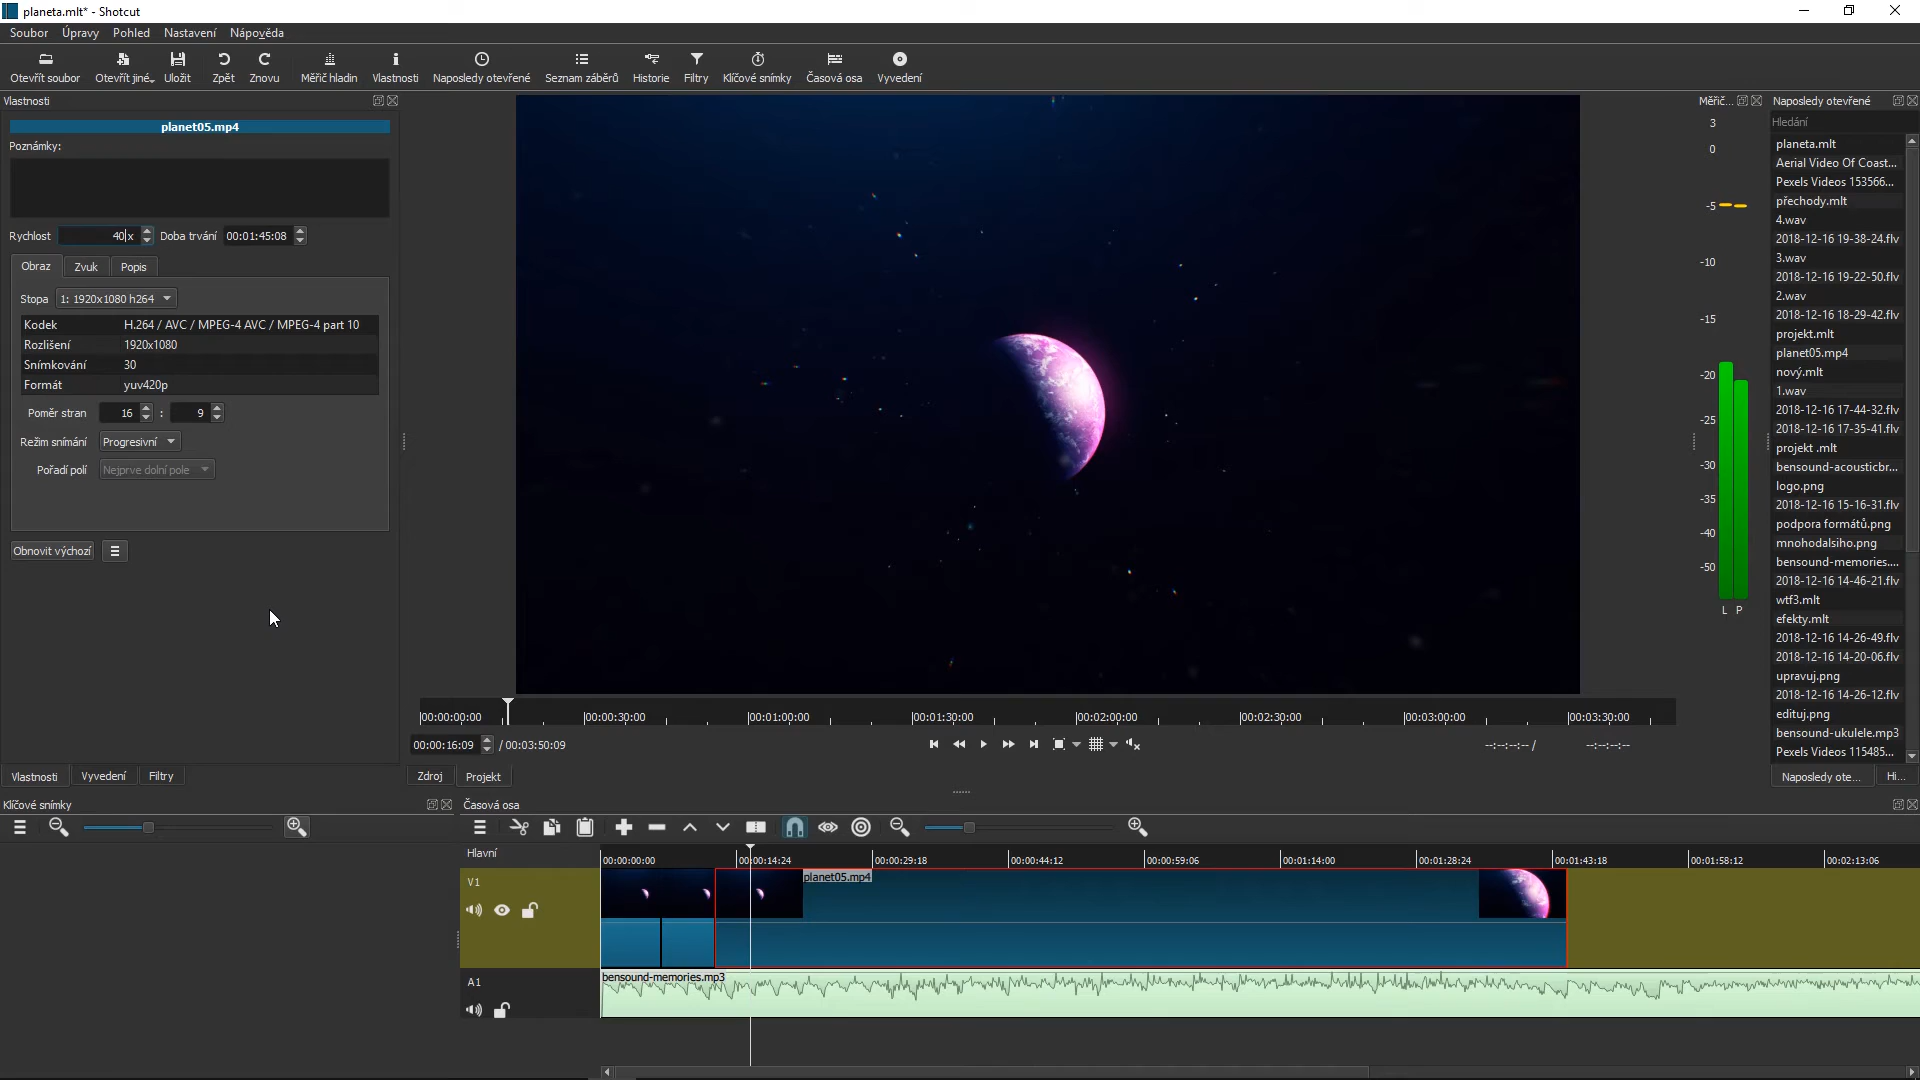 planeta.mlt* - Shotcut
Soubor Úpravy Pohled Nastavení Nápověda
Otevřít soubor Otevřít jiné Uložit Zpět Znovu Měřič hladin Vlastnosti Naposledy otevřené Seznam záběrů Historie Filtry Klíčové snímky Časová osa Vyvedení
Vlastnosti
planet05.mp4
Poznámky:
Rychlost 40x Doba trvání 00:01:45:08
Obraz Zvuk Popis
Stopa 1: 1920x1080 h264
Kodek H.264 / AVC / MPEG-4 AVC / MPEG-4 part 10
Rozlišení 1920x1080
Snímkování 30
Formát yuv420p
Poměr stran 16 : 9
Režim snímání Progresivní
Pořadí polí Nejprve dolní pole
Obnovit výchozí
Vlastnosti Vyvedení Filtry
00:00:00:00 00:00:30:00 00:01:00:00 00:01:30:00 00:02:00:00 00:02:30:00 00:03:00:00 00:03:30:00
00:00:16:09 / 00:03:50:09 --:--:--:-- / --:--:--:--
Zdroj Projekt
Měřič...
3
0
-5
-10
-15
-20
-25
-30
-35
-40
-50
L P
Naposledy otevřené
Hledání
planeta.mlt
Aerial Video Of Coast...
Pexels Videos 153566...
přechody.mlt
4.wav
2018-12-16 19-38-24.flv
3.wav
2018-12-16 19-22-50.flv
2.wav
2018-12-16 18-29-42.flv
projekt.mlt
planet05.mp4
nový.mlt
1.wav
2018-12-16 17-44-32.flv
2018-12-16 17-35-41.flv
projekt .mlt
bensound-acousticbr...
logo.png
2018-12-16 15-16-31.flv
podpora formátů.png
mnohodalsiho.png
bensound-memories....
2018-12-16 14-46-21.flv
wtf3.mlt
efekty.mlt
2018-12-16 14-26-49.flv
2018-12-16 14-20-06.flv
upravuj.png
2018-12-16 14-26-12.flv
edituj.png
bensound-ukulele.mp3
Pexels Videos 115485...
Naposledy ote... Hi...
Klíčové snímky
Časová osa
Hlavní
00:00:00:00 00:00:14:24 00:00:29:18 00:00:44:12 00:00:59:06 00:01:14:00 00:01:28:24 00:01:43:18 00:01:58:12 00:02:13:06
V1
planet05.mp4
A1
bensound-memories.mp3